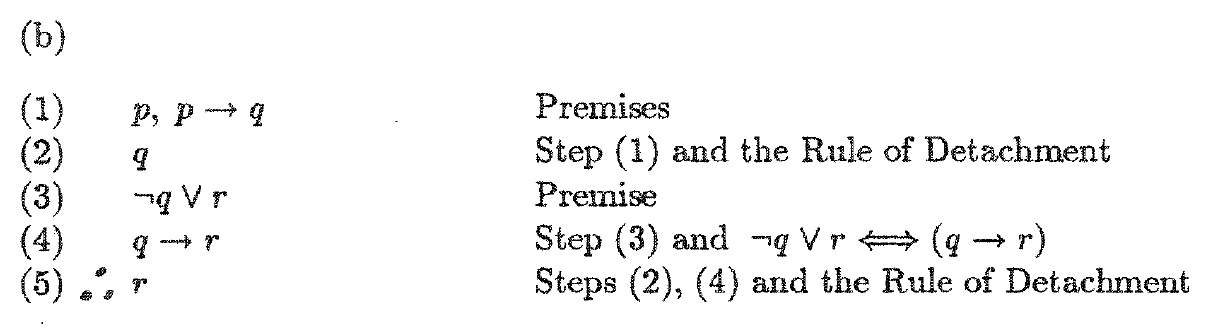 (b)
(1) p, p → q Premises
(2) q Step (1) and the Rule of Detachment
(3) ¬q ∨ r Premise
(4) q → r Step (3) and ¬q ∨ r ⟺ (q → r)
(5) ∴ r Steps (2), (4) and the Rule of Detachment